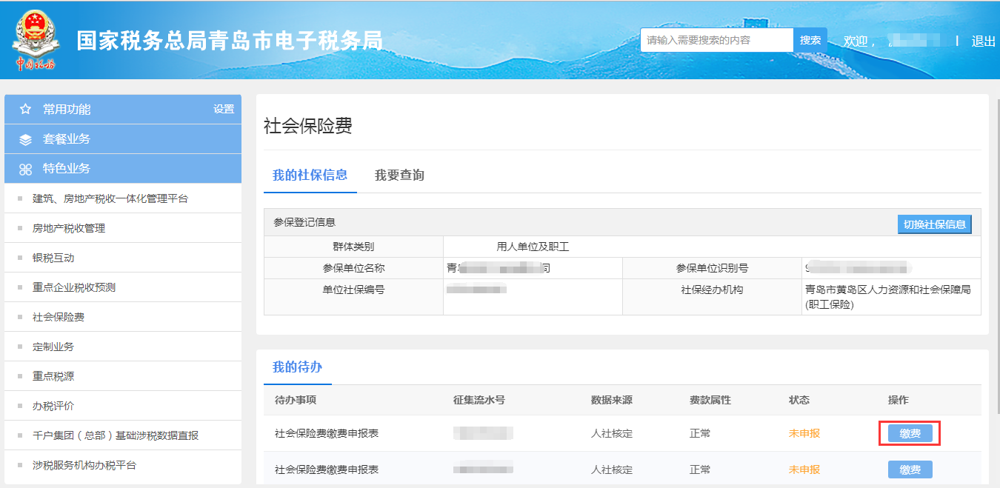 国家税务总局青岛市电子税务局
中国税务
请输入需要搜索的内容 搜索 欢迎， | 退出
常用功能 设置
套餐业务
特色业务
建筑、房地产税收一体化管理平台
房地产税收管理
银税互动
重点企业税收预测
社会保险费
定制业务
重点税源
办税评价
千户集团（总部）基础涉税数据直报
涉税服务机构办税平台
社会保险费
我的社保信息 我要查询
参保登记信息 切换社保信息
群体类别 用人单位及职工
参保单位名称 青 司 参保单位识别号 9
单位社保编号 社保经办机构 青岛市黄岛区人力资源和社会保障局
(职工保险)
我的待办
待办事项 征集流水号 数据来源 费款属性 状态 操作
社会保险费缴费申报表 人社核定 正常 未申报 缴费
社会保险费缴费申报表 人社核定 正常 未申报 缴费